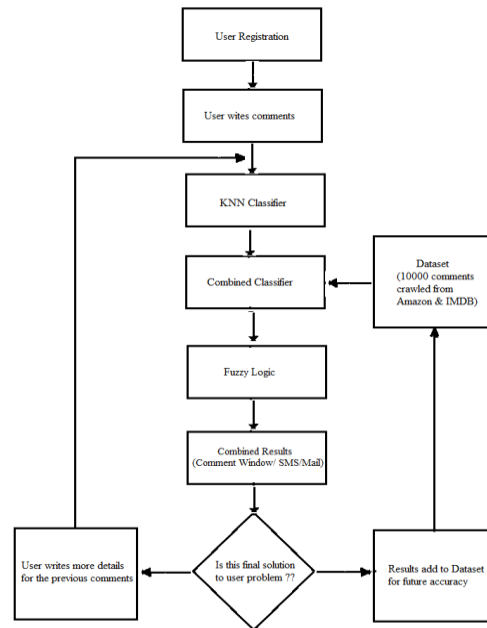 User Registration
User wites comments
KNN Classifier
Combined Classifier
Dataset
(10000 comments
crawled from
Amazon & IMDB)
Fuzzy Logic
Combined Results
(Comment Window/ SMS/Mail)
Is this final solution
to user problem ??
User writes more details
for the previous comments
Results add to Dataset
for future accuracy